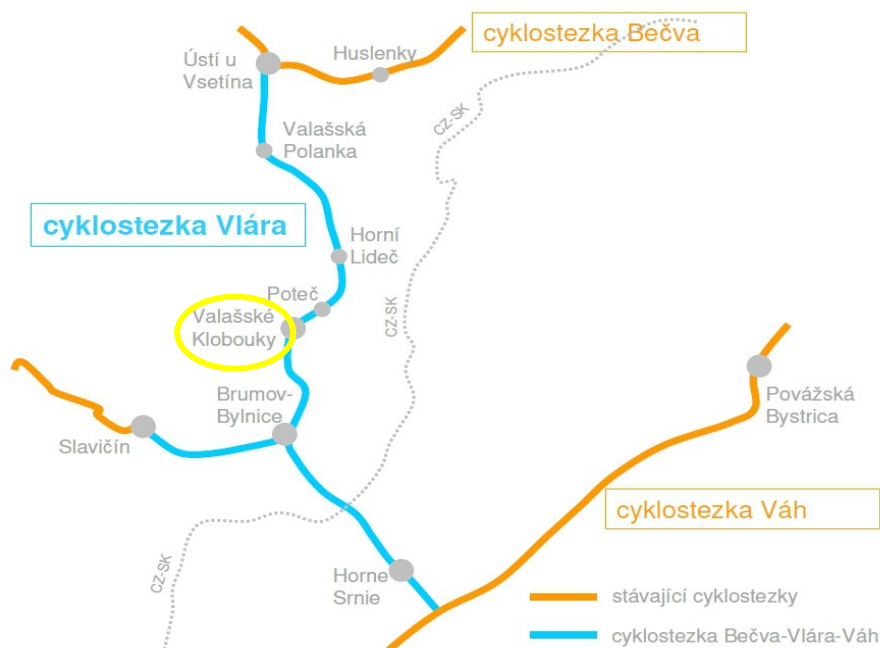 cyklostezka Bečva
Ústí u
Vsetína
Huslenky
CZ-SK
Valašská
Polanka
cyklostezka Vlára
Horní
Lideč
Poteč
Valašské
Klobouky
CZ-SK
Brumov-
Bylnice
Slavičín
Povážská
Bystrica
cyklostezka Váh
CZ-SK
Horne
Srnie
stávající cyklostezky
cyklostezka Bečva-Vlára-Váh